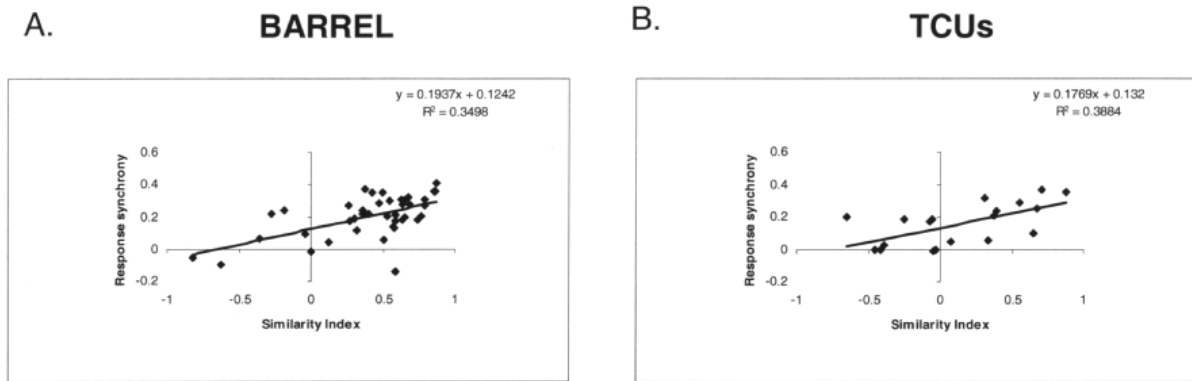 A.
BARREL
y = 0.1937x + 0.1242
R² = 0.3498
0.6
0.4
0.2
0
-0.2
Response synchrony
-1
-0.5
0
0.5
1
Similarity Index
B.
TCUs
y = 0.1769x + 0.132
R² = 0.3884
0.6
0.4
0.2
0
-0.2
Response synchrony
-1
-0.5
0
0.5
1
Similarity Index